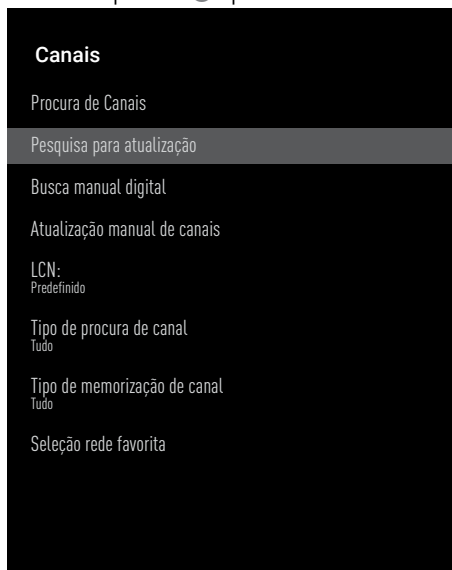 Canais
Procura de Canais
Pesquisa para atualização
Busca manual digital
Atualização manual de canais
LCN:
Predefinido
Tipo de procura de canal
Tudo
Tipo de memorização de canal
Tudo
Seleção rede favorita